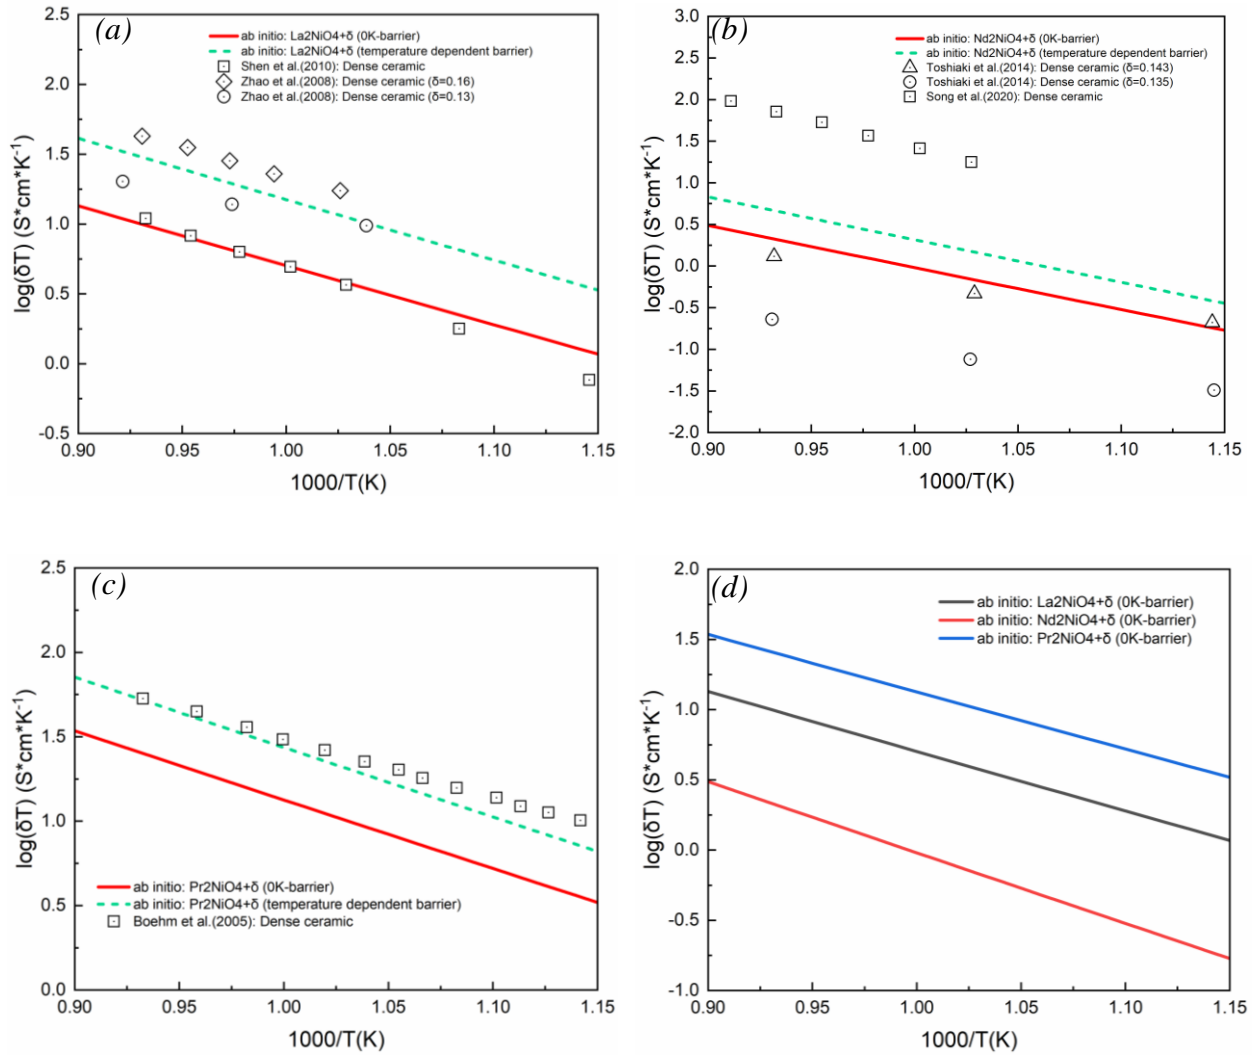 (a)
ab initio: La2NiO4+δ (0K-barrier)
ab initio: La2NiO4+δ (temperature dependent barrier)
Shen et al.(2010): Dense ceramic
Zhao et al.(2008): Dense ceramic (δ=0.16)
Zhao et al.(2008): Dense ceramic (δ=0.13)
2.5
2.0
1.5
1.0
0.5
0.0
-0.5
log(δT) (S*cm*K-1)
0.90 0.95 1.00 1.05 1.10 1.15
1000/T(K)
(b)
ab initio: Nd2NiO4+δ (0K-barrier)
ab initio: Nd2NiO4+δ (temperature dependent barrier)
Toshiaki et al.(2014): Dense ceramic (δ=0.143)
Toshiaki et al.(2014): Dense ceramic (δ=0.135)
Song et al.(2020): Dense ceramic
3.0
2.5
2.0
1.5
1.0
0.5
0.0
-0.5
-1.0
-1.5
-2.0
log(δT) (S*cm*K-1)
0.90 0.95 1.00 1.05 1.10 1.15
1000/T(K)
(c)
2.5
2.0
1.5
1.0
0.5
0.0
log(δT) (S*cm*K-1)
ab initio: Pr2NiO4+δ (0K-barrier)
ab initio: Pr2NiO4+δ (temperature dependent barrier)
Boehm et al.(2005): Dense ceramic
0.90 0.95 1.00 1.05 1.10 1.15
1000/T(K)
(d)
ab initio: La2NiO4+δ (0K-barrier)
ab initio: Nd2NiO4+δ (0K-barrier)
ab initio: Pr2NiO4+δ (0K-barrier)
2.0
1.5
1.0
0.5
0.0
-0.5
-1.0
log(δT) (S*cm*K-1)
0.90 0.95 1.00 1.05 1.10 1.15
1000/T(K)